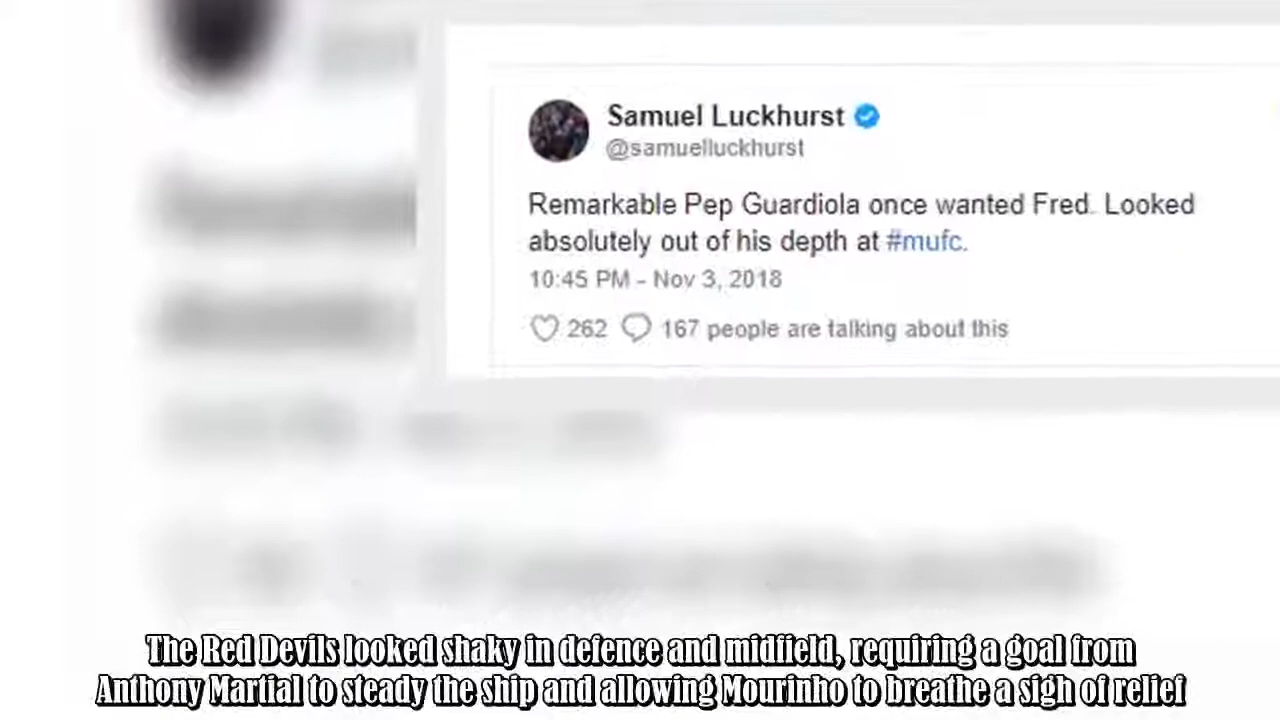 Samuel Luckhurst
@samuelluckhurst
Remarkable Pep Guardiola once wanted Fred. Looked
absolutely out of his depth at #mufc.
10:45 PM - Nov 3, 2018
262 167 people are talking about this
The Red Devils looked shaky in defence and midfield, requiring a goal from
Anthony Martial to steady the ship and allowing Mourinho to breathe a sigh of relief